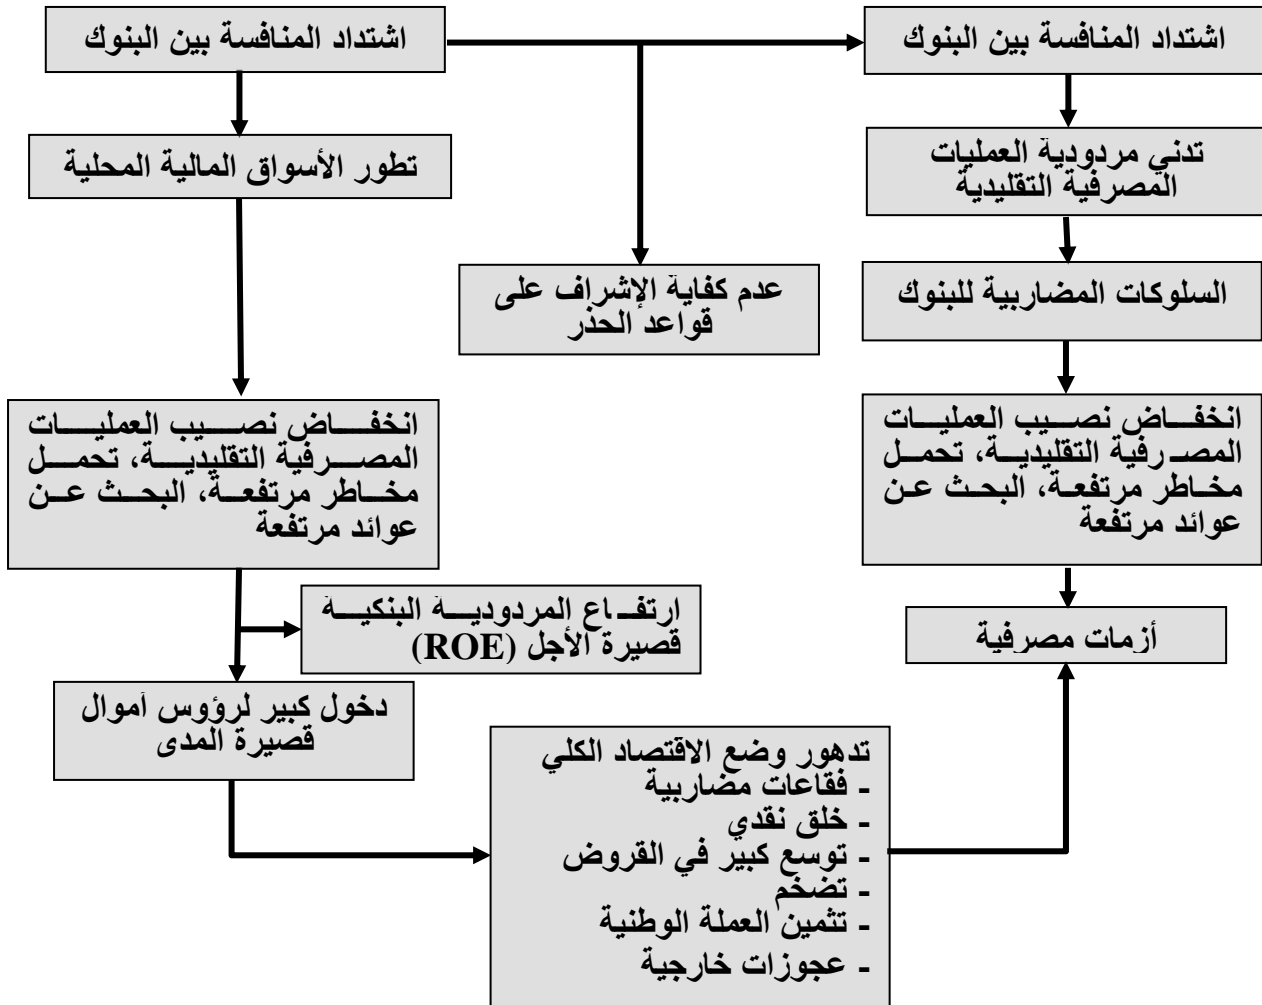 اشتداد المنافسة بين البنوك
اشتداد المنافسة بين البنوك
تدني مردودية العمليات
المصرفية التقليدية
تطور الأسواق المالية المحلية
السلوكات المضاربية للبنوك
عدم كفاية الإشراف على
قواعد الحذر
انخفاض نصيب العمليات
المصرفية التقليدية، تحمل
مخاطر مرتفعة، البحث عن
عوائد مرتفعة
انخفاض نصيب العمليات
المصرفية التقليدية، تحمل
مخاطر مرتفعة، البحث عن
عوائد مرتفعة
ارتفاع المردودية البنكية
قصيرة الأجل (ROE)
أزمات مصرفية
دخول كبير لرؤوس أموال
قصيرة المدى
تدهور وضع الاقتصاد الكلي
- فقاعات مضاربية
- خلق نقدي
- توسع كبير في القروض
- تضخم
- تثمين العملة الوطنية
- عجوزات خارجية